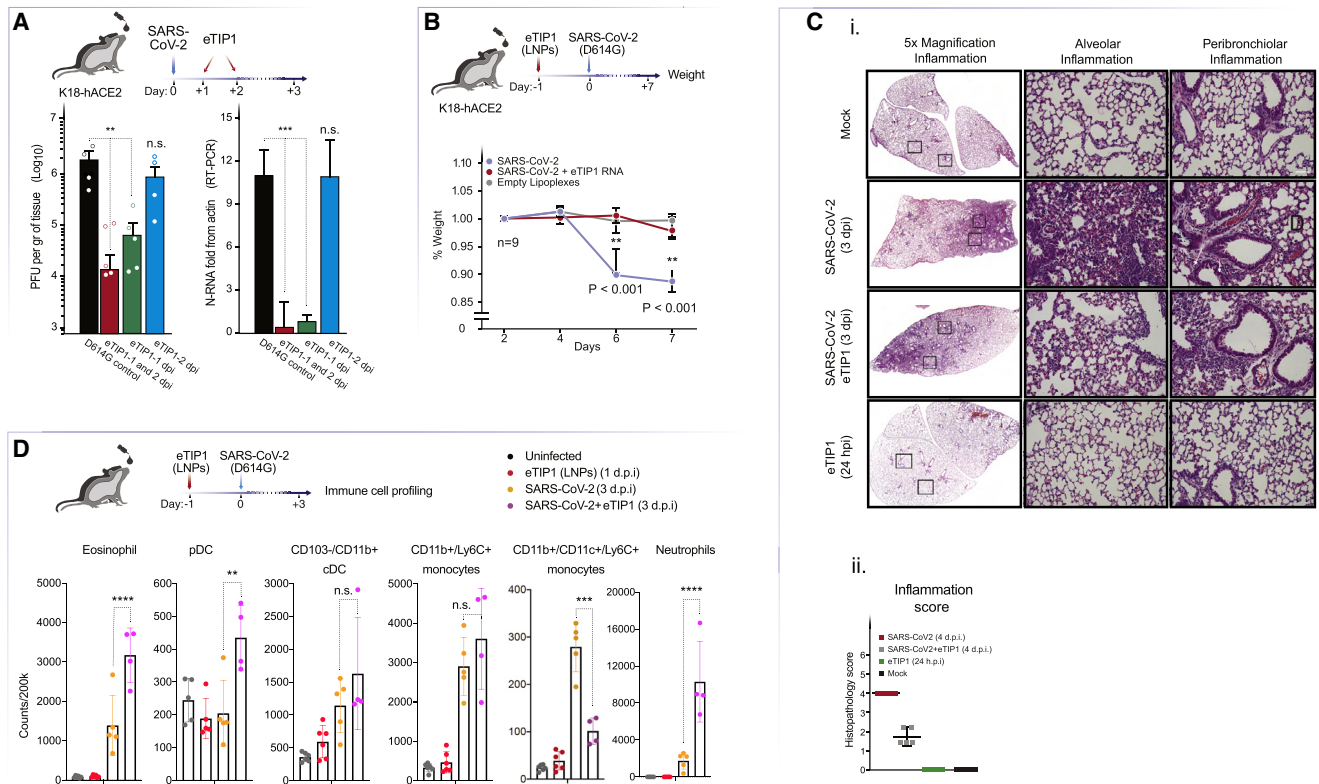 A
SARS-
CoV-2
eTIP1
K18-hACE2
Day: 0 +1 +2 +3
PFU per gr of tissue (Log10)
7
6
5
4
3
**
n.s.
D614G control
eTIP1-1 and 2 dpi
eTIP1-1 dpi
eTIP1-2 dpi
N-RNA fold from actin (RT-PCR)
15
12
9
6
3
0
***
n.s.
D614G control
eTIP1-1 and 2 dpi
eTIP1-1 dpi
eTIP1-2 dpi
B
eTIP1
(LNPs)
SARS-CoV-2
(D614G)
Weight
K18-hACE2
Day: -1 0 +7
SARS-CoV-2
SARS-CoV-2 + eTIP1 RNA
Empty Lipoplexes
% Weight
1.10
1.05
1.00
0.95
0.90
0.85
0
n=9
**
P < 0.001
**
P < 0.001
2 4 6 7
Days
C
i.
5x Magnification
Inflammation
Alveolar
Inflammation
Peribronchiolar
Inflammation
Mock
SARS-CoV-2
(3 dpi)
SARS-CoV-2
eTIP1 (3 dpi)
eTIP1
(24 hpi)
ii.
Inflammation
score
SARS-CoV2 (4 d.p.i.)
SARS-CoV2+eTIP1 (4 d.p.i.)
eTIP1 (24 h.p.i)
Mock
Histopathology score
6
5
4
3
2
1
0
D
eTIP1
(LNPs)
SARS-CoV-2
(D614G)
Immune cell profiling
Day:-1 0 +3
Uninfected
eTIP1 (LNPs) (1 d.p.i)
SARS-CoV-2 (3 d.p.i)
SARS-CoV-2+eTIP1 (3 d.p.i)
Counts/200k
Eosinophil
5000
4000
3000
2000
1000
0
****
pDC
600
500
400
300
200
100
0
**
CD103-/CD11b+
cDC
3000
2500
2000
1500
1000
500
0
n.s.
CD11b+/Ly6C+
monocytes
5000
4000
3000
2000
1000
0
n.s.
CD11b+/CD11c+/Ly6C+
monocytes
400
300
200
100
0
***
Neutrophils
20000
16000
12000
8000
4000
0
****